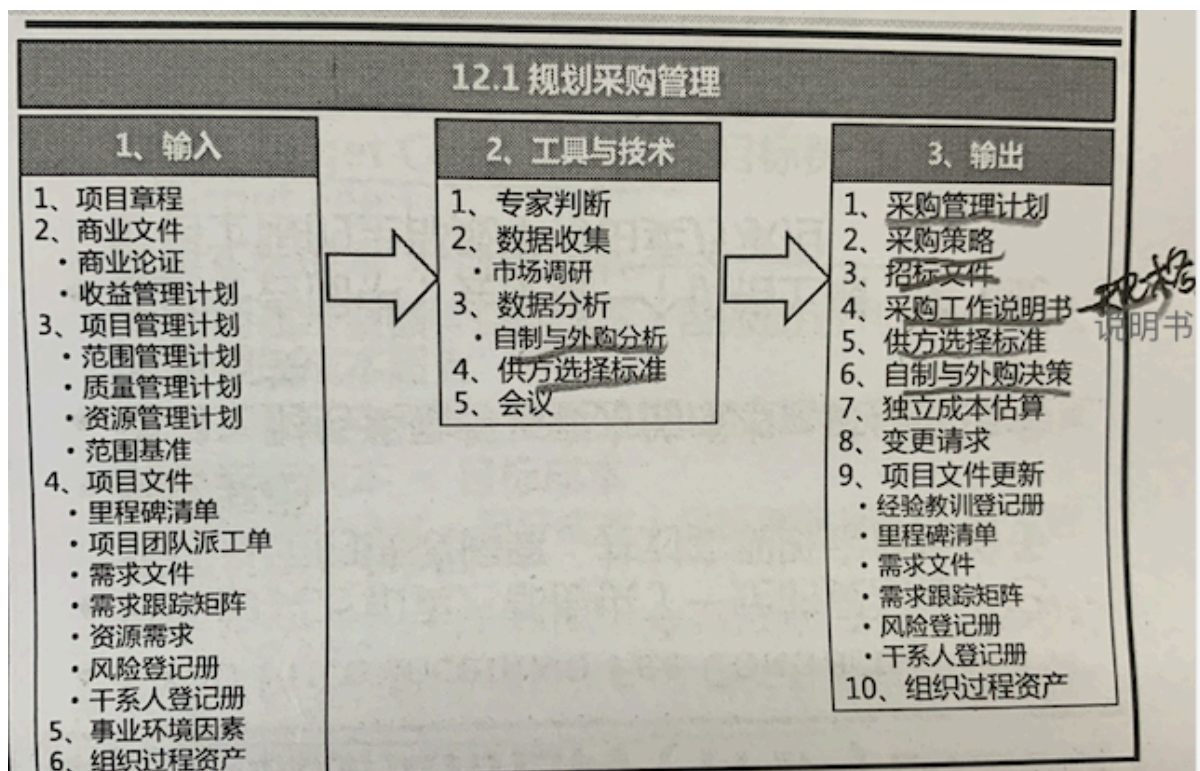 12.1 规划采购管理
1、输入
1、项目章程
2、商业文件
・商业论证
・收益管理计划
3、项目管理计划
・范围管理计划
・质量管理计划
・资源管理计划
・范围基准
4、项目文件
・里程碑清单
・项目团队派工单
・需求文件
・需求跟踪矩阵
・资源需求
・风险登记册
・干系人登记册
5、事业环境因素
6、组织过程资产
2、工具与技术
1、专家判断
2、数据收集
・市场调研
3、数据分析
・自制与外购分析
4、供方选择标准
5、会议
3、输出
1、采购管理计划
2、采购策略
3、招标文件
4、采购工作说明书
5、供方选择标准
6、自制与外购决策
7、独立成本估算
8、变更请求
9、项目文件更新
・经验教训登记册
・里程碑清单
・需求文件
・需求跟踪矩阵
・风险登记册
・干系人登记册
10、组织过程资产
规格
说明书